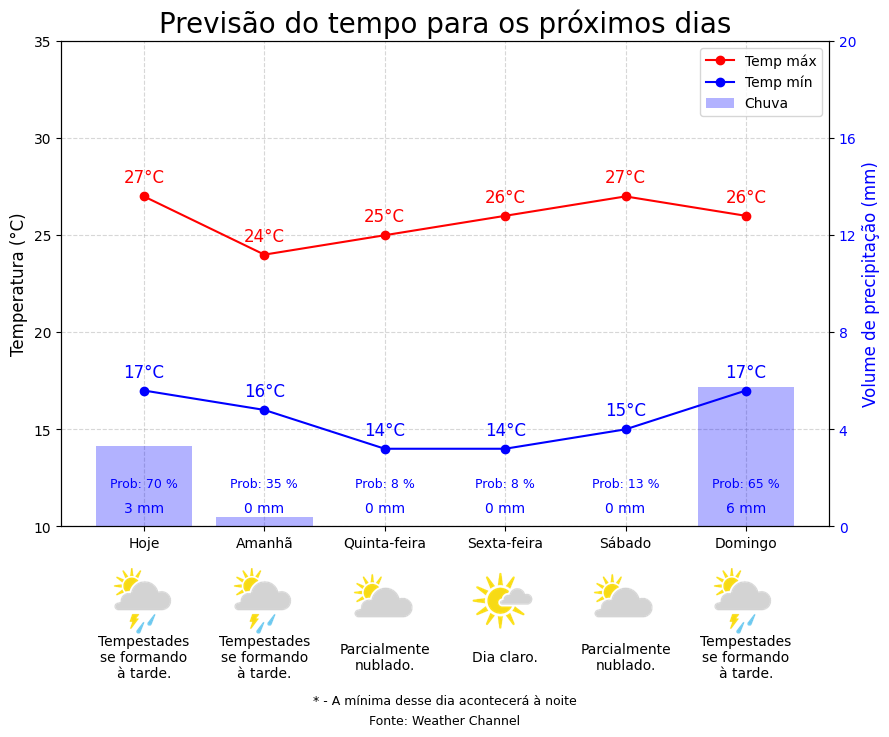 Previsão do tempo para os próximos dias
35
30
25
20
15
10
Temperatura (°C)
20
16
12
8
4
0
Volume de precipitação (mm)
Temp máx
Temp mín
Chuva
27°C
24°C
25°C
26°C
27°C
26°C
17°C
16°C
14°C
14°C
15°C
17°C
Prob: 70 %
Prob: 35 %
Prob: 8 %
Prob: 8 %
Prob: 13 %
Prob: 65 %
3 mm
0 mm
0 mm
0 mm
0 mm
6 mm
Hoje
Amanhã
Quinta-feira
Sexta-feira
Sábado
Domingo
Tempestades
se formando
à tarde.
Tempestades
se formando
à tarde.
Parcialmente
nublado.
Dia claro.
Parcialmente
nublado.
Tempestades
se formando
à tarde.
* - A mínima desse dia acontecerá à noite
Fonte: Weather Channel